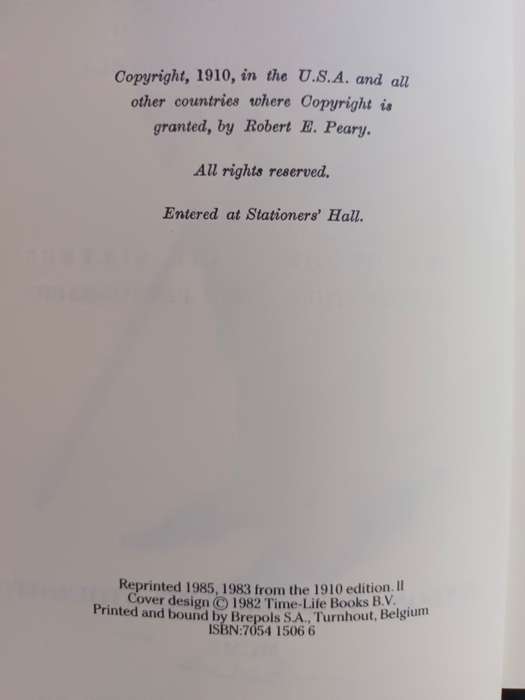 Copyright, 1910, in the U.S.A. and all
other countries where Copyright is
granted, by Robert E. Peary.
All rights reserved.
Entered at Stationers' Hall.
Reprinted 1985, 1983 from the 1910 edition. II
Cover design © 1982 Time-Life Books B.V.
Printed and bound by Brepols S.A., Turnhout, Belgium
ISBN:7054 1506 6